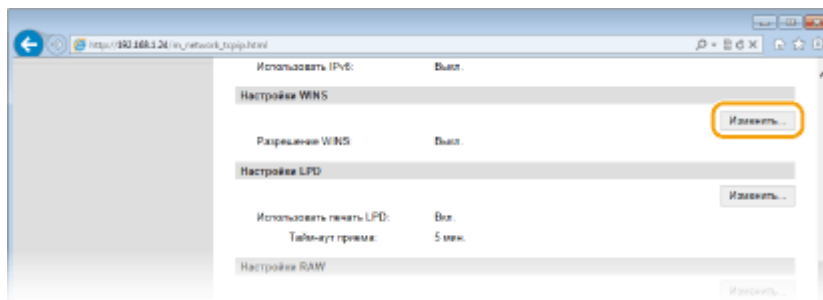 http://192.168.1.24/m_network_tcpip.html
Использовать IPv6: Выкл.
Настройки WINS
Изменить...
Разрешение WINS: Выкл.
Настройки LPD
Изменить...
Использовать печать LPD: Вкл.
Тайм-аут приема: 5 мин.
Настройки RAW
Изменить...